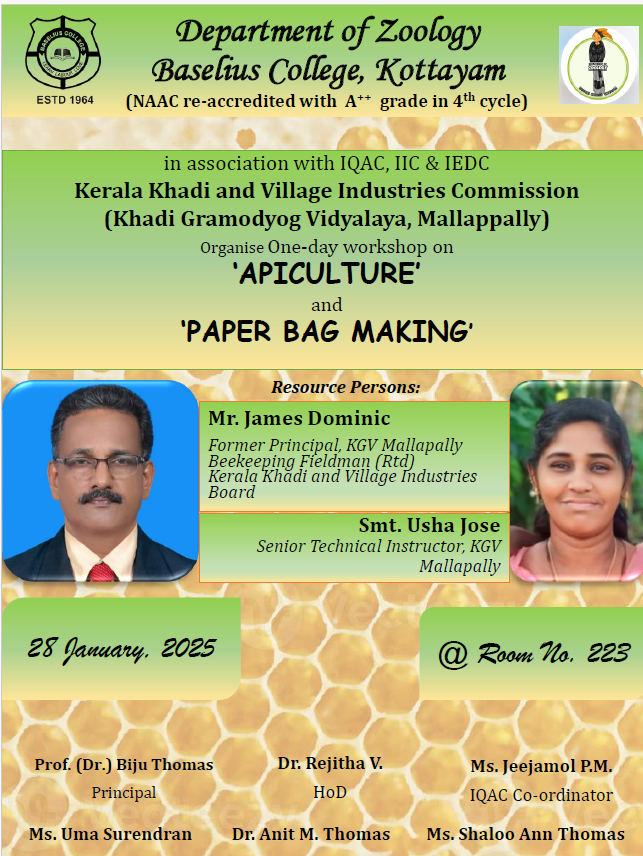 BASELIUS COLLEGE
ESTD 1964
Department of Zoology
Baselius College, Kottayam
(NAAC re-accredited with A++ grade in 4th cycle)
in association with IQAC, IIC & IEDC
Kerala Khadi and Village Industries Commission
(Khadi Gramodyog Vidyalaya, Mallappally)
Organise One-day workshop on
‘APICULTURE’
and
‘PAPER BAG MAKING’
Resource Persons:
Mr. James Dominic
Former Principal, KGV Mallapally
Beekeeping Fieldman (Rtd)
Kerala Khadi and Village Industries
Board
Smt. Usha Jose
Senior Technical Instructor, KGV
Mallapally
28 January, 2025
@ Room No. 223
Prof. (Dr.) Biju Thomas
Principal
Dr. Rejitha V.
HoD
Ms. Jeejamol P.M.
IQAC Co-ordinator
Ms. Uma Surendran
Dr. Anit M. Thomas
Ms. Shaloo Ann Thomas